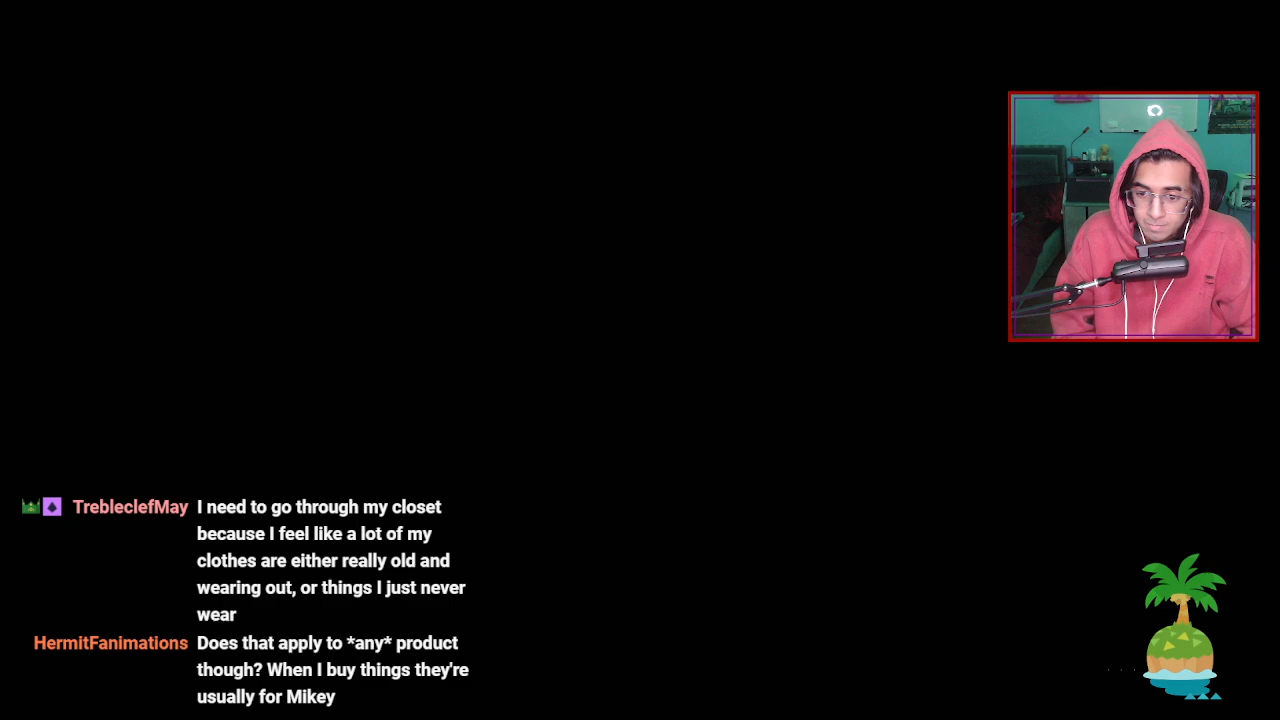 TrebleclefMay I need to go through my closet
because I feel like a lot of my
clothes are either really old and
wearing out, or things I just never
wear
HermitFanimations Does that apply to *any* product
though? When I buy things they're
usually for Mikey